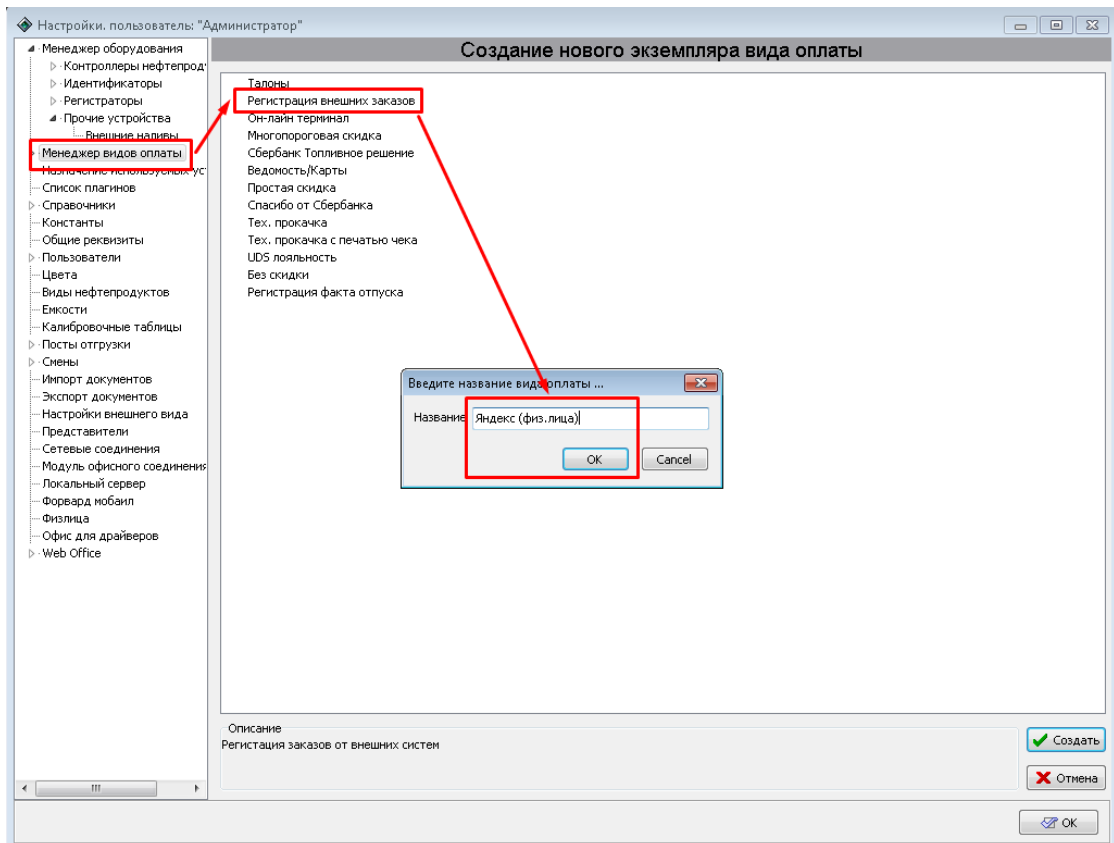 Настройки. пользователь: "Администратор"
Менеджер оборудования
Контроллеры нефтепрод
Идентификаторы
Регистраторы
Прочие устройства
Внешние наливы
Менеджер видов оплаты
Назначение используемых ус
Список плагинов
Справочники
Константы
Общие реквизиты
Пользователи
Цвета
Виды нефтепродуктов
Емкости
Калибровочные таблицы
Посты отгрузки
Смены
Импорт документов
Экспорт документов
Настройки внешнего вида
Представители
Сетевые соединения
Модуль офисного соединения
Локальный сервер
Форвард мобаил
Физлица
Офис для драйверов
Web Office
Создание нового экземпляра вида оплаты
Талоны
Регистрация внешних заказов
Он-лайн терминал
Многопороговая скидка
Сбербанк Топливное решение
Ведомость/Карты
Простая скидка
Спасибо от Сбербанка
Тех. прокачка
Тех. прокачка с печатью чека
UDS лояльность
Без скидки
Регистрация факта отпуска
Введите название вида оплаты ...
Название Яндекс (физ.лица)
OK Cancel
Описание
Регистация заказов от внешних систем
Создать
Отмена
OK